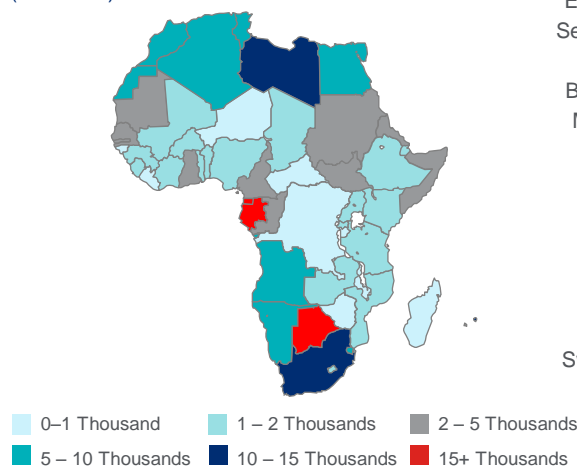 0–1 Thousand
1 – 2 Thousands
2 – 5 Thousands
5 – 10 Thousands
10 – 15 Thousands
15+ Thousands